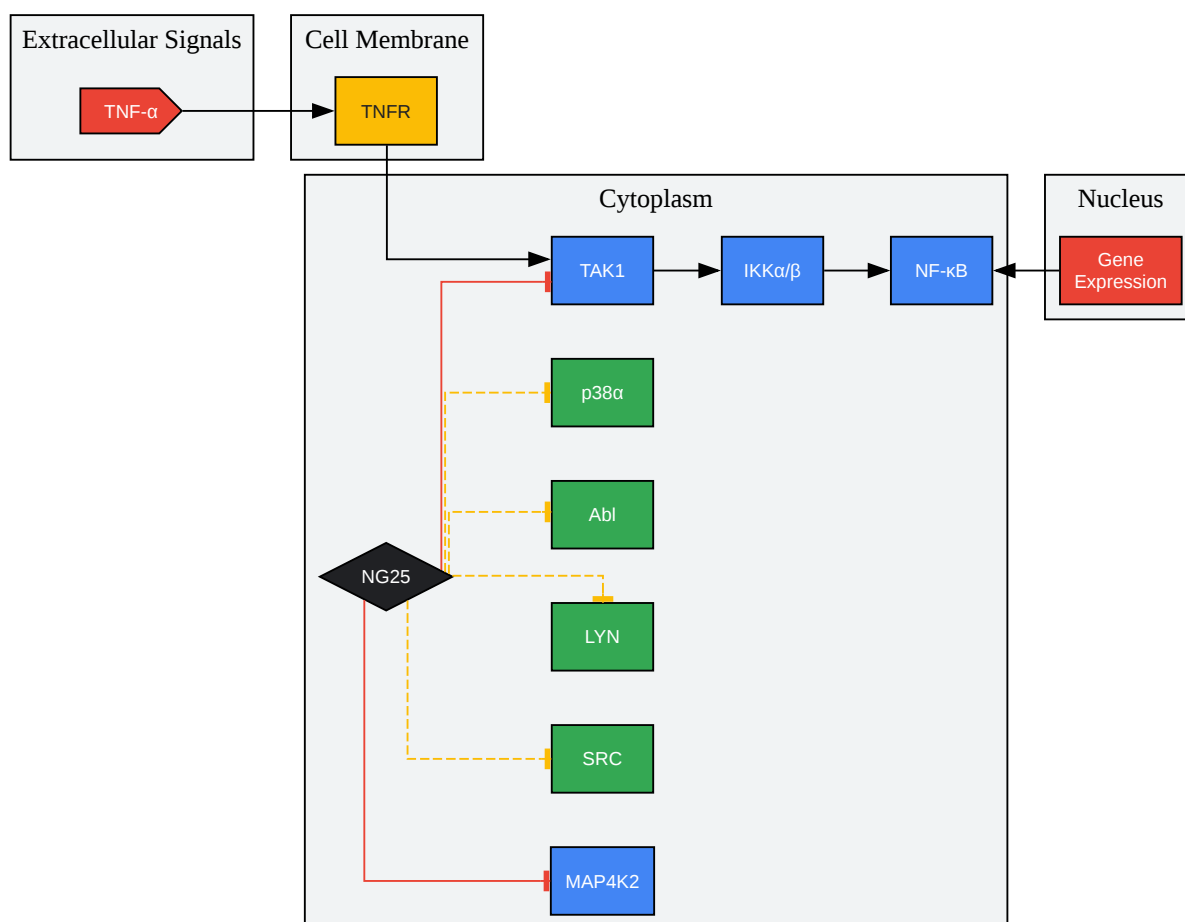 Extracellular Signals
Cell Membrane
TNF-α
TNFR
Cytoplasm
Nucleus
TAK1
IKKα/β
NF-κB
Gene
Expression
p38α
Abl
NG25
LYN
SRC
MAP4K2